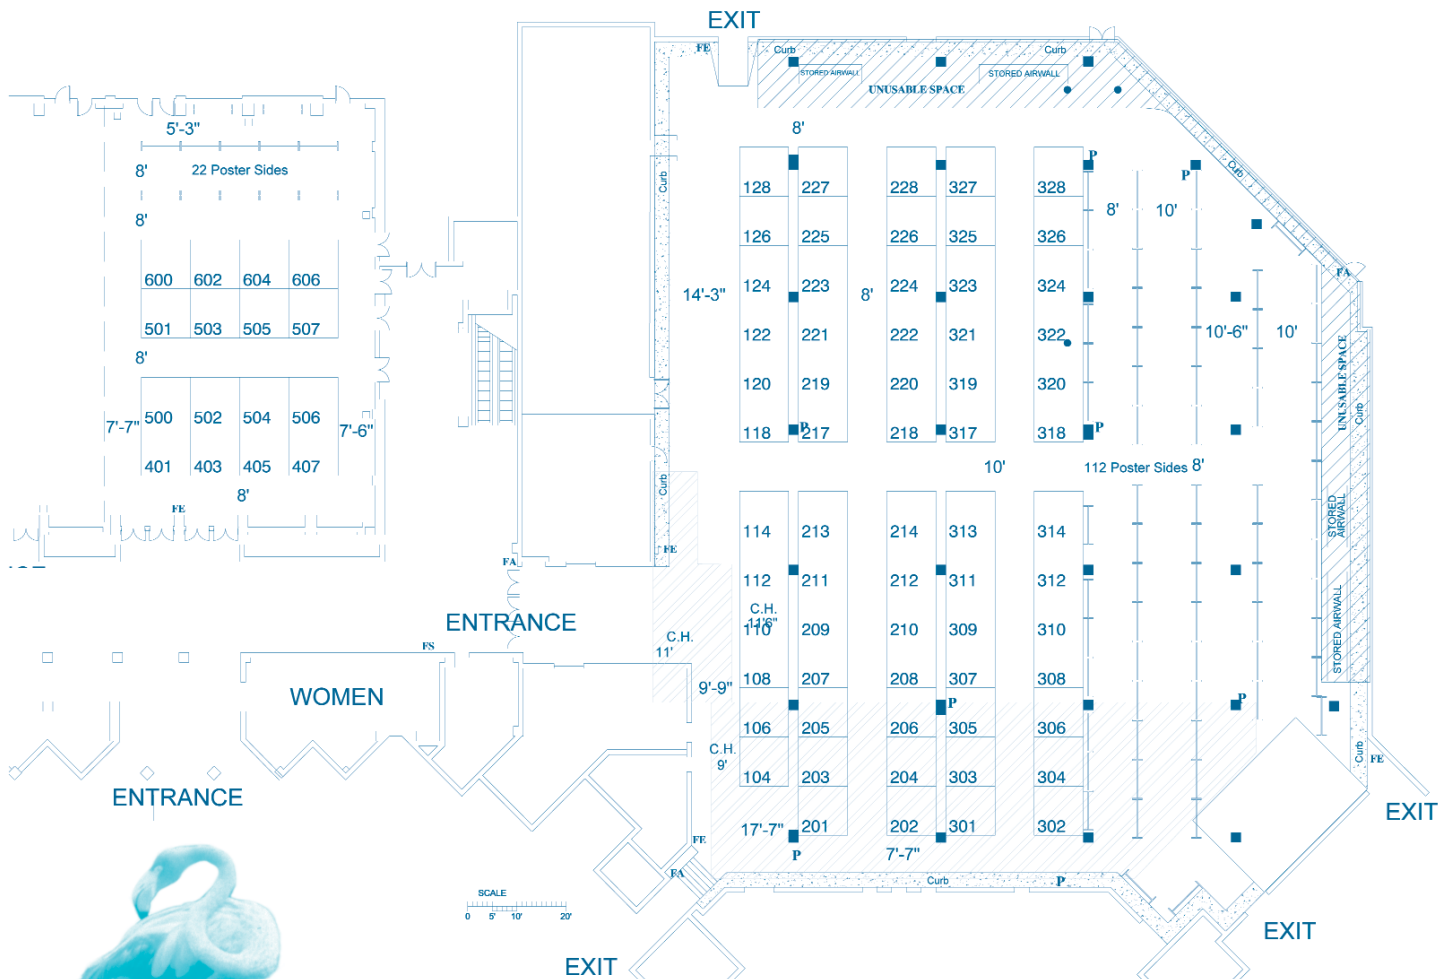 EXIT
FE
Curb
Curb
STORED AIRWALL
STORED AIRWALL
UNUSABLE SPACE
5'-3"
8'
8'
22 Poster Sides
8'
P
P
Curb
Curb
128 227 228 327 328
8' 10'
8'
126 225 226 325 326
600 602 604 606
FA
124 223 224 323 324
14'-3" 8'
501 503 505 507
122 221 222 321 322
10'-6" 10'
8'
UNUSABLE SPACE
120 219 220 319 320
500 502 504 506
7'-7" 7'-6"
Curb
118 P 217 218 317 318 P
401 403 405 407
10' 112 Poster Sides 8'
Curb
8'
FE
STORED AIRWALL
114 213 214 313 314
FE
FA
112 211 212 311 312
C.H.
11'6"
ENTRANCE
110 209 210 309 310
C.H.
11'
FS
STORED AIRWALL
108 207 208 307 308
9'-9"
WOMEN
P
P
106 205 206 305 306
C.H.
9'
Curb
FE
104 203 204 303 304
ENTRANCE
EXIT
17'-7" 201 202 301 302
FE
P
7'-7"
FA
Curb
P
SCALE
0 5' 10' 20'
EXIT
EXIT